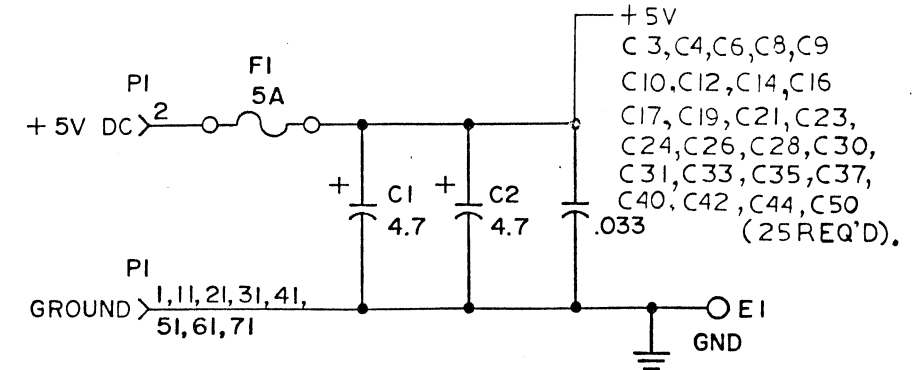 +5V
C3,C4,C6,C8,C9
C10,C12,C14,C16
C17,C19,C21,C23,
C24,C26,C28,C30,
C31,C33,C35,C37,
C40,C42,C44,C50
(25REQ'D).
F1
5A
P1
2
+5V DC
+
C1
4.7
+
C2
4.7
.033
P1
GROUND
1,11,21,31,41,
51,61,71
E1
GND